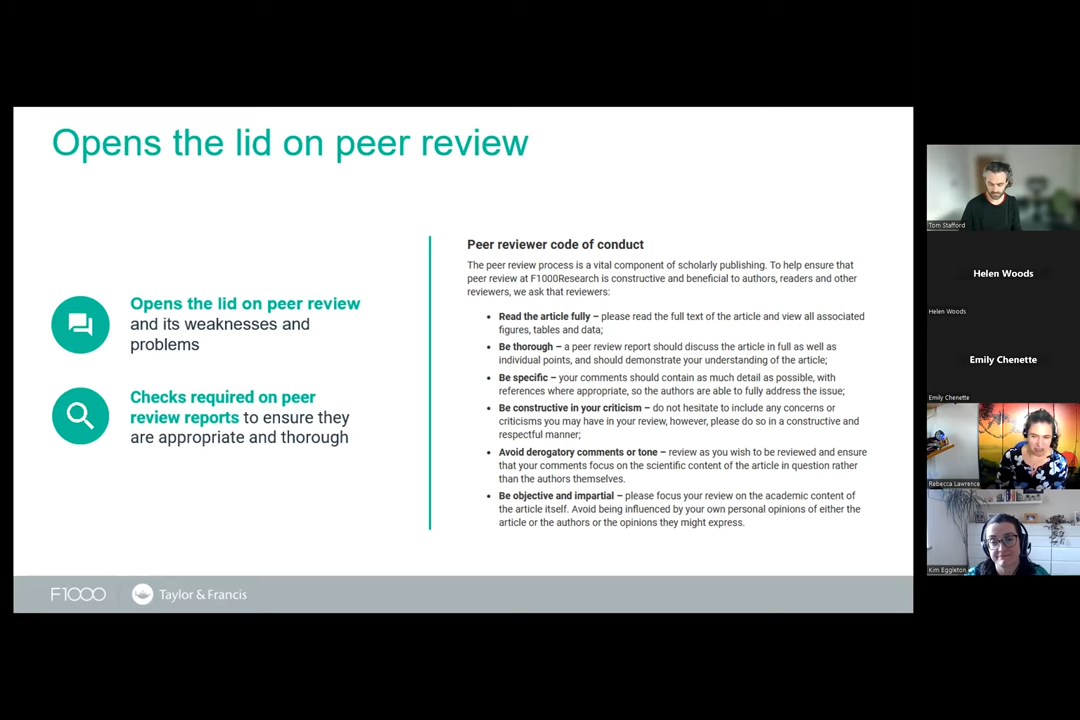 Opens the lid on peer review
Opens the lid on peer review
and its weaknesses and
problems
Checks required on peer
review reports to ensure they
are appropriate and thorough
Peer reviewer code of conduct
The peer review process is a vital component of scholarly publishing. To help ensure that
peer review at F1000Research is constructive and beneficial to authors, readers and other
reviewers, we ask that reviewers:
• Read the article fully – please read the full text of the article and view all associated
figures, tables and data;
• Be thorough – a peer review report should discuss the article in full as well as
individual points, and should demonstrate your understanding of the article;
• Be specific – your comments should contain as much detail as possible, with
references where appropriate, so the authors are able to fully address the issue;
• Be constructive in your criticism – do not hesitate to include any concerns or
criticisms you may have in your review, however, please do so in a constructive and
respectful manner;
• Avoid derogatory comments or tone – review as you wish to be reviewed and ensure
that your comments focus on the scientific content of the article in question rather
than the authors themselves.
• Be objective and impartial – please focus your review on the academic content of
the article itself. Avoid being influenced by your own personal opinions of either the
article or the authors or the opinions they might express.
F1000
Taylor & Francis
Tom Stafford
Helen Woods
Helen Woods
Emily Chenette
Emily Chenette
Rebecca Lawrence
Kim Eggleton